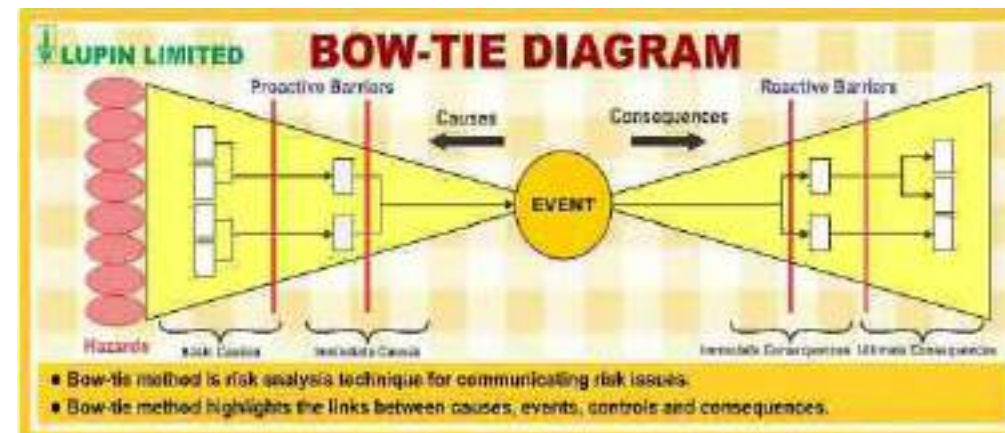 LUPIN LIMITED
BOW-TIE DIAGRAM
Proactive Barriers
Reactive Barriers
Causes
Consequences
EVENT
Hazards
Basic Causes
Immediate Causes
Immediate Consequences
Ultimate Consequences
• Bow-tie method is risk analysis technique for communicating risk issues.
• Bow-tie method highlights the links between causes, events, controls and consequences.